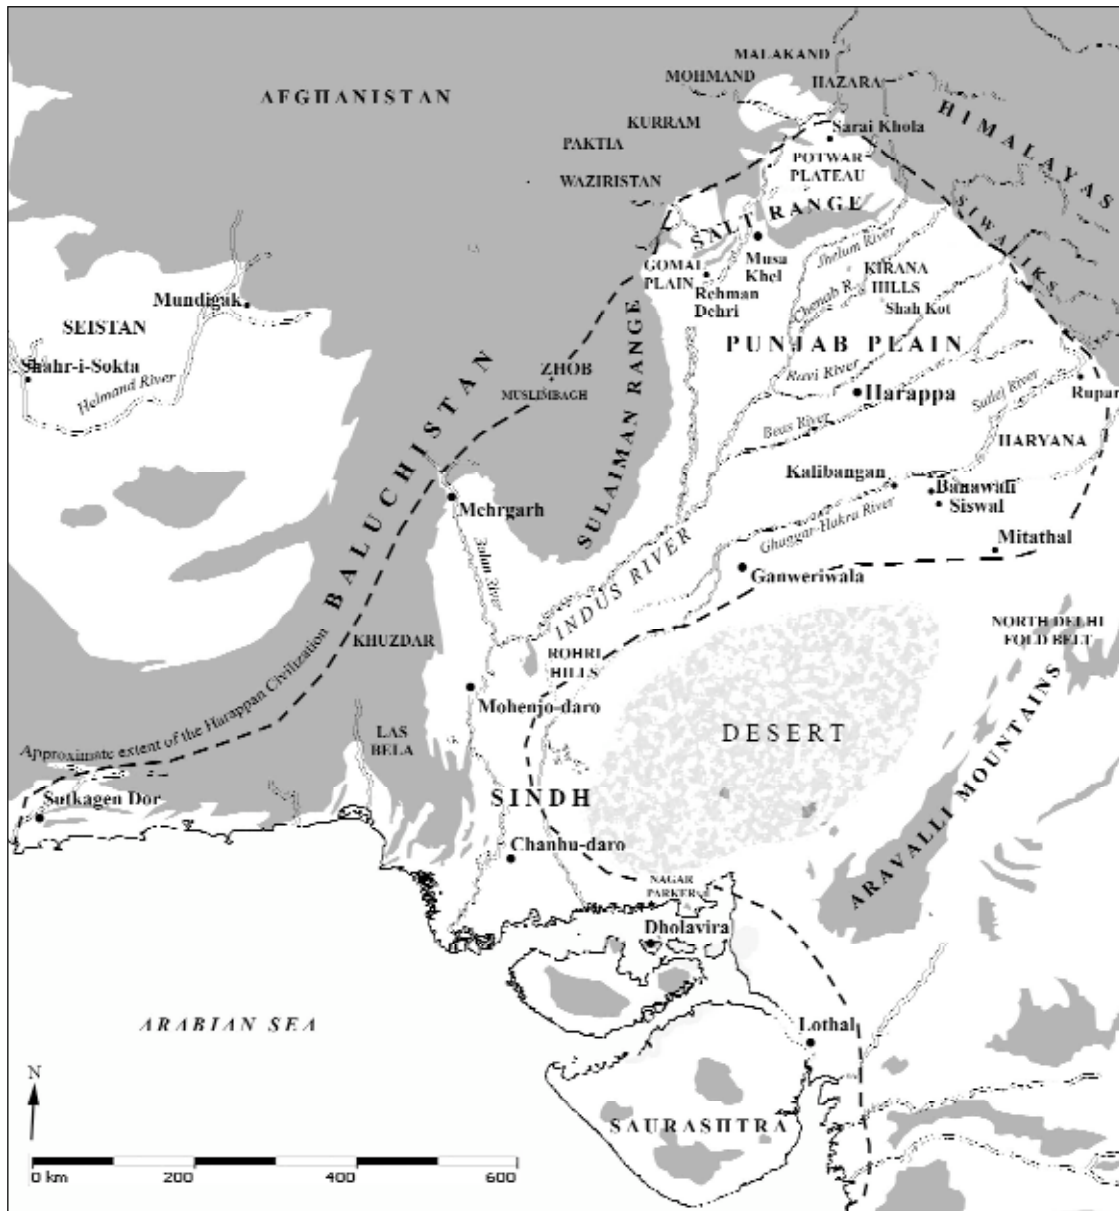 MALAKAND
MOHMAND
HAZARA
AFGHANISTAN
HIMALAYAS
KURRAM
Sarai Khola
PAKTIA
POTWAR
PLATEAU
WAZIRISTAN
SIWALIKS
SALT RANGE
Jhelum River
Musa
Khel
GOMAL
PLAIN
KIRANA
HILLS
Rehman
Dehri
Chenab R.
Shah Kot
Mundigak
SEISTAN
PUNJAB PLAIN
Shahr-i-Sokta
Helmand River
ZHOB
MUSLIMBAGH
SULAIMAN RANGE
Ravi River
Harappa
Sutlej River
Rupar
Beas River
HARYANA
BALUCHISTAN
Kalibangan
Banawali
Siswal
Mehrgarh
Ghuggar-Hakra River
Mitathal
Bolan River
INDUS RIVER
Ganweriwala
NORTH DELHI
FOLD BELT
KHUZDAR
ROHRI
HILLS
Approximate extent of the Harappan Civilization
Mohenjo-daro
LAS
BELA
DESERT
ARAVALLI MOUNTAINS
Sutkagen Dor
SINDH
Chanhu-daro
NAGAR
PARKER
Dholavira
ARABIAN SEA
Lothal
N
SAURASHTRA
0 km 200 400 600